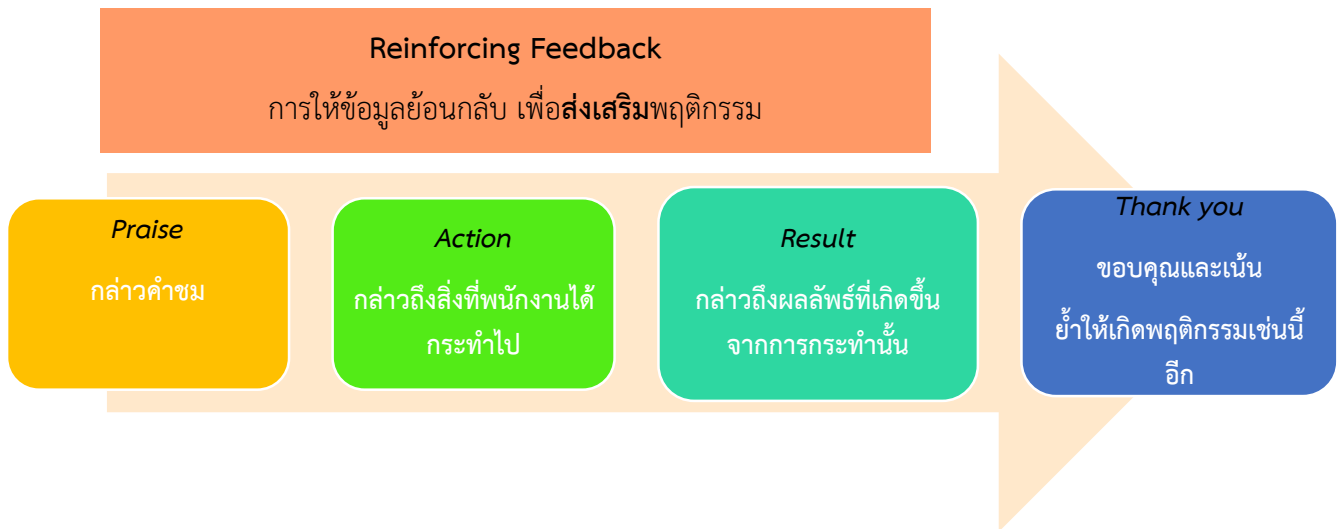 Reinforcing Feedback
การให้ข้อมูลย้อนกลับ เพื่อส่งเสริมพฤติกรรม
Praise
กล่าวคำชม
Action
กล่าวถึงสิ่งที่พนักงานได้
กระทำไป
Result
กล่าวถึงผลลัพธ์ที่เกิดขึ้น
จากการกระทำนั้น
Thank you
ขอบคุณและเน้น
ย้ำให้เกิดพฤติกรรมเช่นนี้
อีก